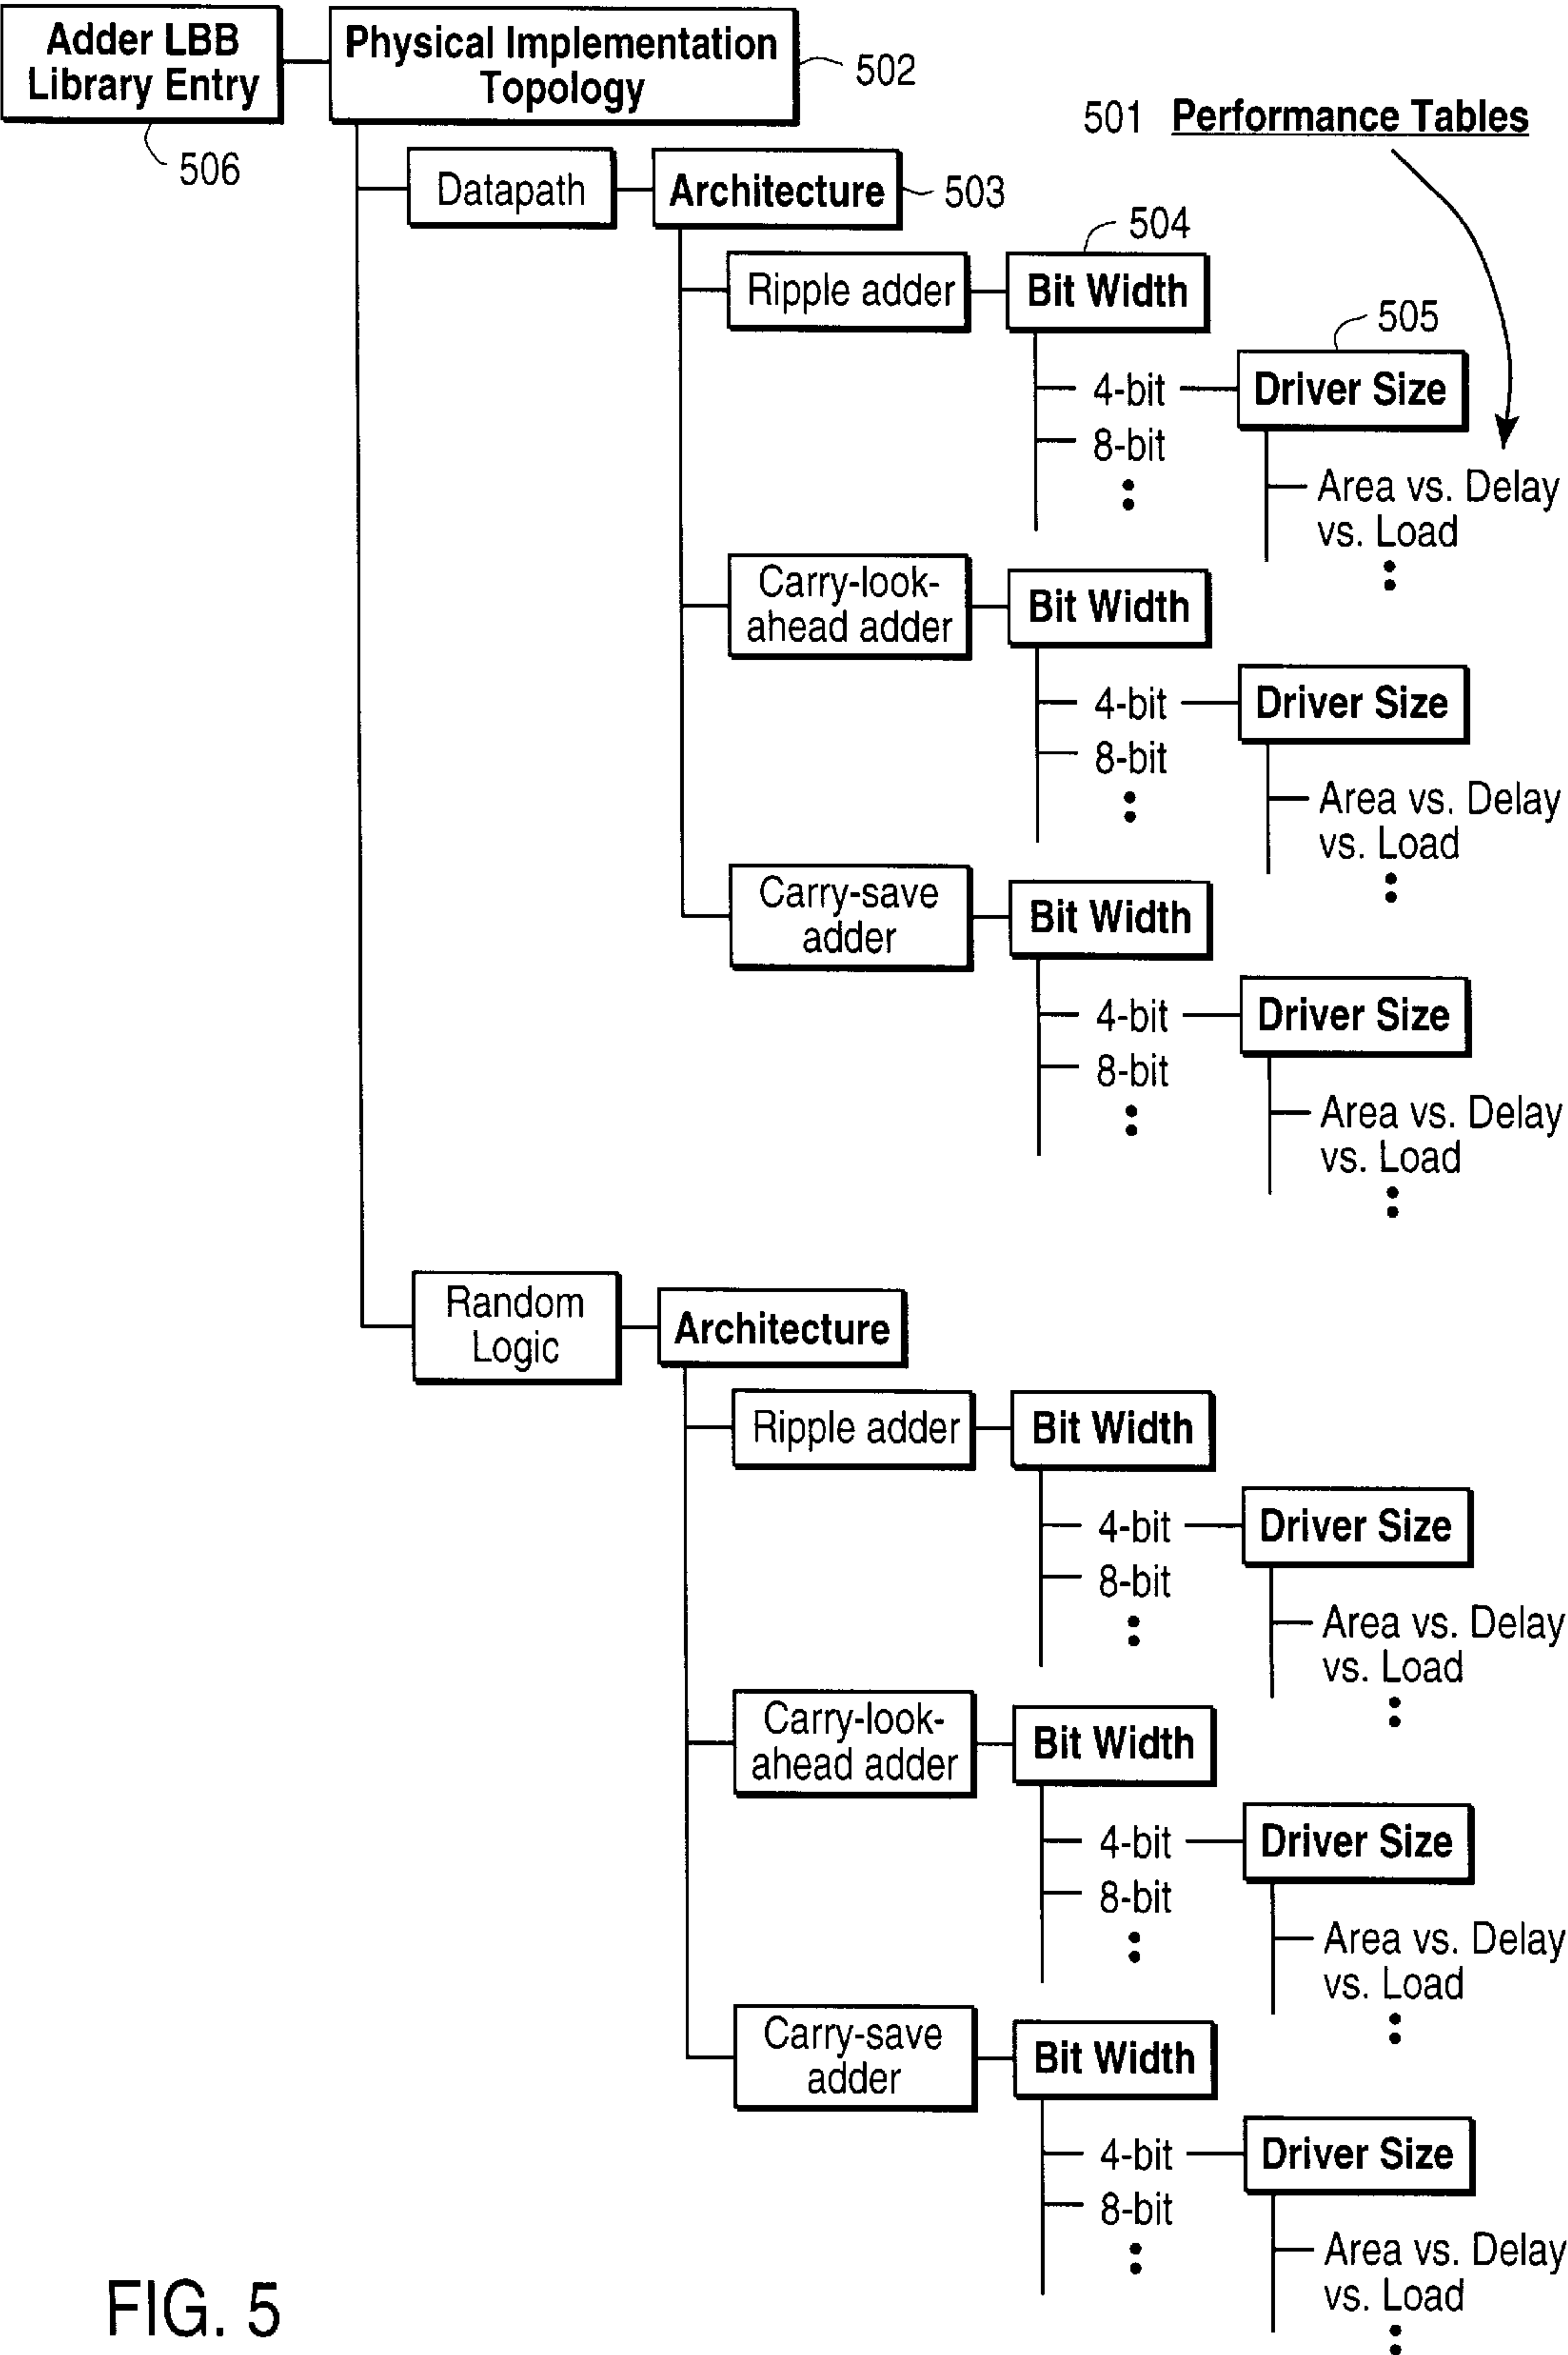 Adder LBB
Library Entry
Physical Implementation
Topology
502
506
501 Performance Tables
Datapath
Architecture
503
504
Ripple adder
Bit Width
505
4-bit
Driver Size
8-bit
Area vs. Delay
vs. Load
Carry-look-
ahead adder
Bit Width
4-bit
Driver Size
8-bit
Area vs. Delay
vs. Load
Carry-save
adder
Bit Width
4-bit
Driver Size
8-bit
Area vs. Delay
vs. Load
Random
Logic
Architecture
Ripple adder
Bit Width
4-bit
Driver Size
8-bit
Area vs. Delay
vs. Load
Carry-look-
ahead adder
Bit Width
4-bit
Driver Size
8-bit
Area vs. Delay
vs. Load
Carry-save
adder
Bit Width
4-bit
Driver Size
8-bit
Area vs. Delay
vs. Load
FIG. 5